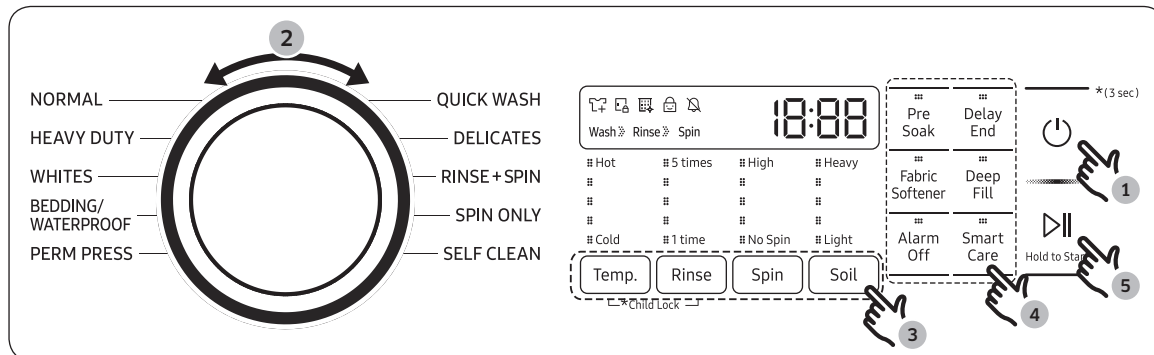 2
NORMAL
HEAVY DUTY
WHITES
BEDDING/
WATERPROOF
PERM PRESS
QUICK WASH
DELICATES
RINSE+SPIN
SPIN ONLY
SELF CLEAN
Wash Rinse Spin
18:88
Hot 5 times High Heavy
Cold 1 time No Spin Light
Temp. Rinse Spin Soil
*Child Lock
3
Pre
Soak
Delay
End
Fabric
Softener
Deep
Fill
Alarm
Off
Smart
Care
4
*(3 sec)
1
Hold to Start
5